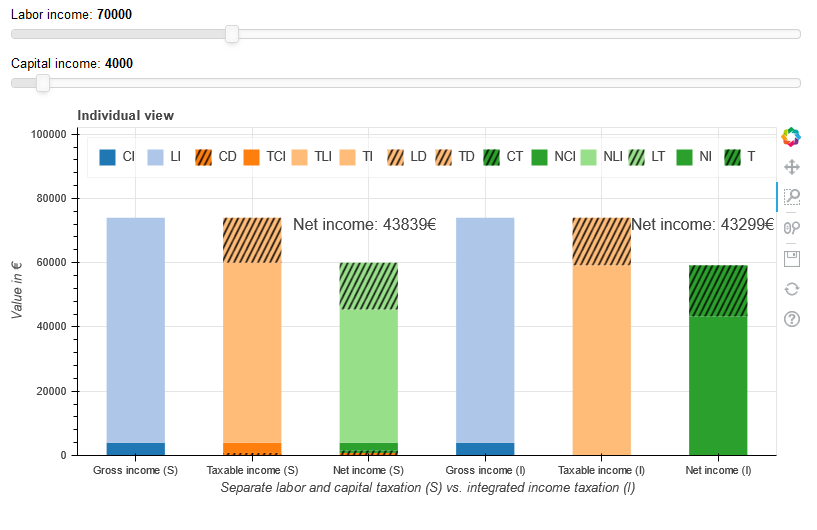 Labor income: 70000
Capital income: 4000
Individual view
100000
CI LI CD TCI TLI TI LD TD CT NCI NLI LT NI T
80000
Net income: 43839€ Net income: 43299€
60000
40000
20000
0
Value in €
Gross income (S) Taxable income (S) Net income (S) Gross income (I) Taxable income (I) Net income (I)
Separate labor and capital taxation (S) vs. integrated income taxation (I)